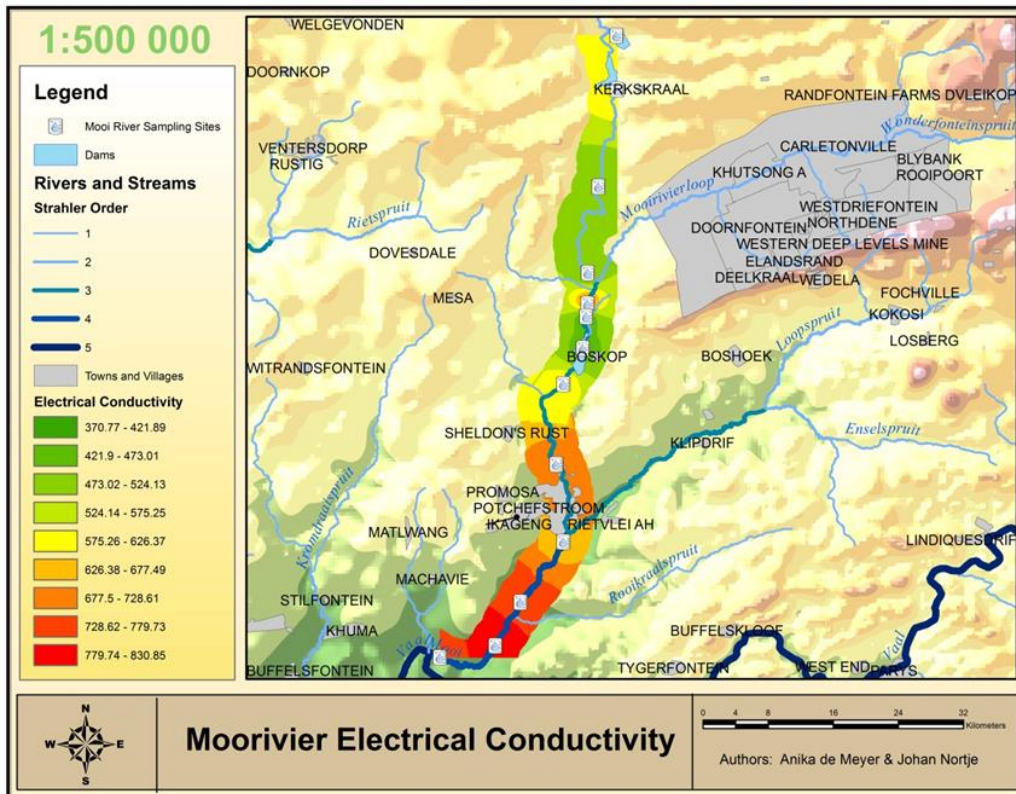 1:500 000
Legend
Mooi River Sampling Sites
Dams
Rivers and Streams
Strahler Order
1
2
3
4
5
Towns and Villages
Electrical Conductivity
370.77 - 421.89
421.9 - 473.01
473.02 - 524.13
524.14 - 575.25
575.26 - 626.37
626.38 - 677.49
677.5 - 728.61
728.62 - 779.73
779.74 - 830.85
WELGEVONDEN
DOORNKOP
KERKSKRAAL
RANDFONTEIN FARMS DVLEIKOP
Wonderfonteinspruit
VENTERSDORP
RUSTIG
CARLETONVILLE
BLYBANK
KHUTSONG A
ROOIPOORT
Mooirivierloop
Rietspruit
WESTDRIEFONTEIN
NORTHDENE
DOORNFONTEIN
DOVESDALE
WESTERN DEEP LEVELS MINE
ELANDSRAND
DEELKRAAL
WEDELA
MESA
FOCHVILLE
KOKOSI
Loopspruit
LOSBERG
WITRANDSFONTEIN
BOSKOP
BOSHOEK
SHELDON'S RUST
KLIPDRIF
Enselspruit
Kromdraaispruit
PROMOSA
POTCHEFSTROOM
IKAGENG
RIETVLEI AH
MATLWANG
LINDIQUESDRIF
MACHAVIE
Rooikraalspruit
STILFONTEIN
KHUMA
BUFFELSKLOOF
Vaal
Mooi
Vaal
BUFFELSFONTEIN
TYGERFONTEIN
WEST END
PARYS
N
W
E
S
Moorivier Electrical Conductivity
0 4 8 16 24 32
Kilometers
Authors: Anika de Meyer & Johan Nortje